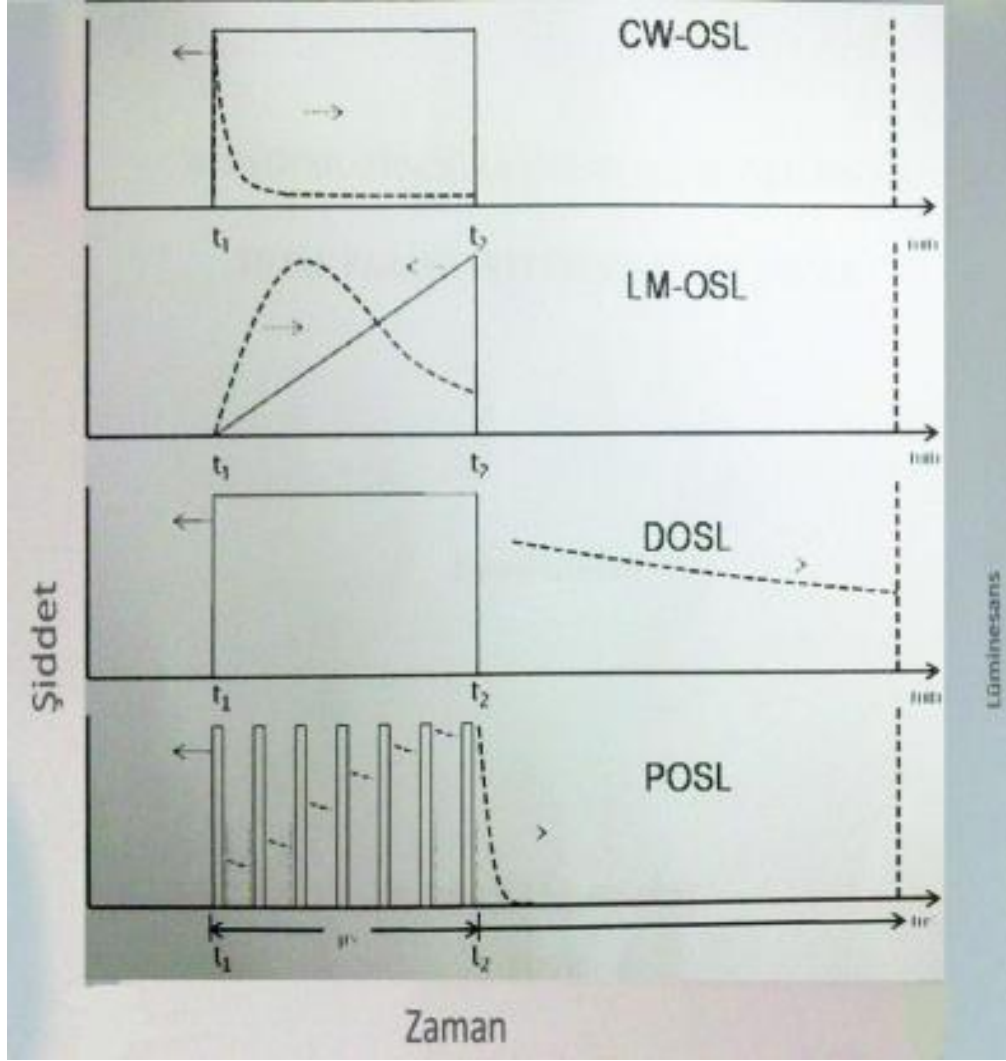 CW-OSL
t₁ t₂
LM-OSL
t₁ t₂
DOSL
t₁ t₂
POSL
t₁ t₂
Şiddet
Lüminesans
Zaman